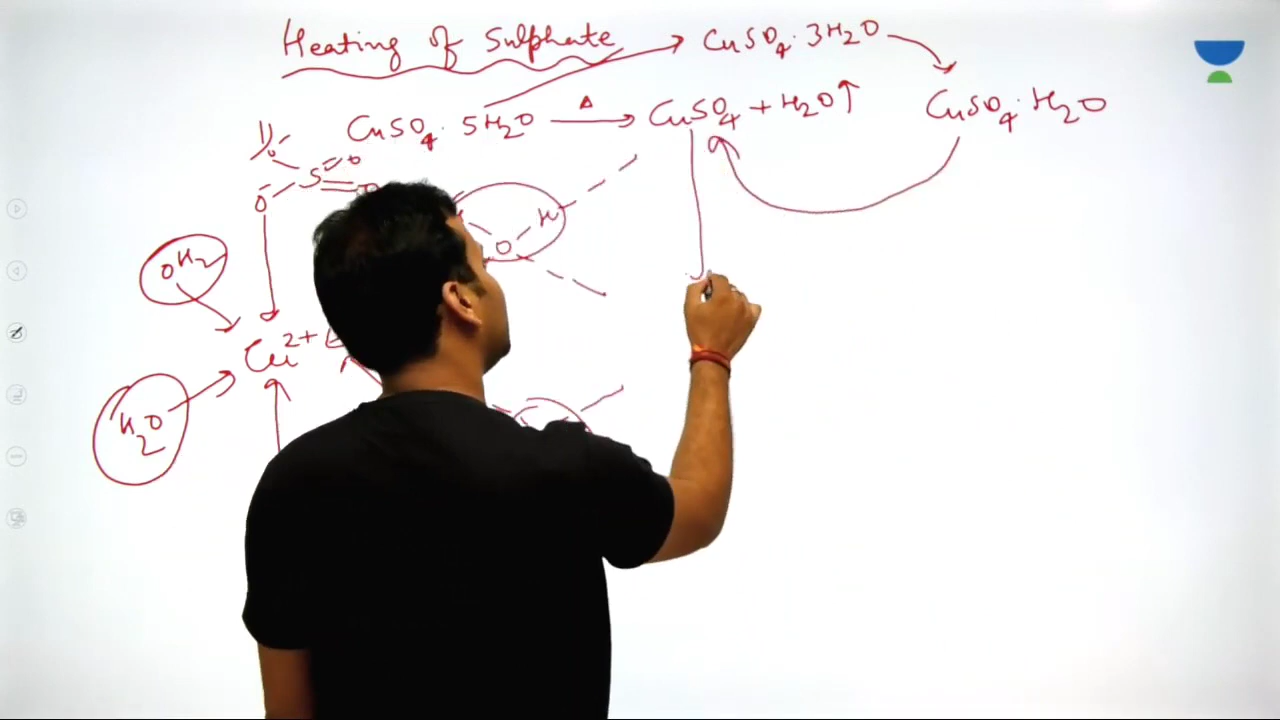 Heating of Sulphate
CuSO4·3H2O
CuSO4·5H2O Δ CuSO4 + H2O↑
CuSO4·H2O
S
O
O
H
O
OH2
Cu2+
H2O